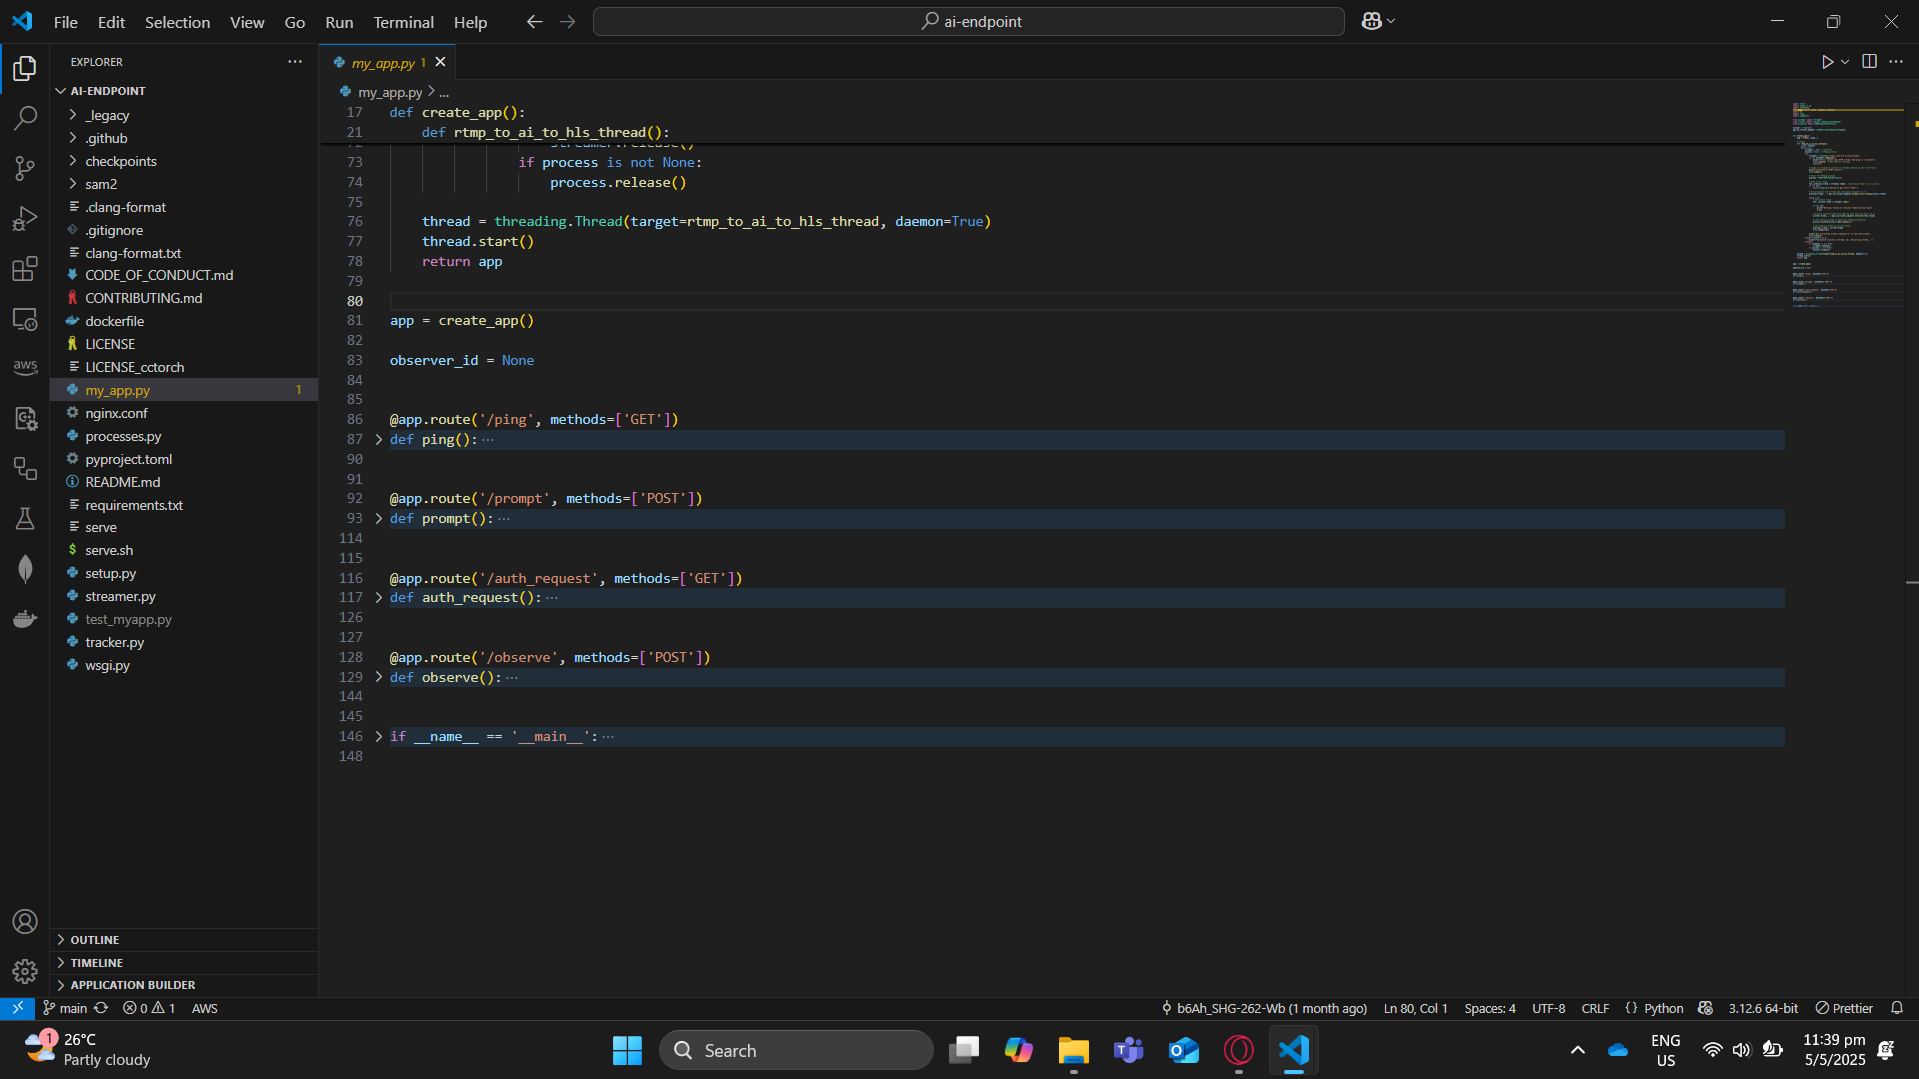 File Edit Selection View Go Run Terminal Help
ai-endpoint
EXPLORER
AI-ENDPOINT
_legacy
.github
checkpoints
sam2
.clang-format
.gitignore
clang-format.txt
CODE_OF_CONDUCT.md
CONTRIBUTING.md
dockerfile
LICENSE
LICENSE_cctorch
my_app.py 1
nginx.conf
processes.py
pyproject.toml
README.md
requirements.txt
serve
serve.sh
setup.py
streamer.py
test_myapp.py
tracker.py
wsgi.py
OUTLINE
TIMELINE
APPLICATION BUILDER
aws
my_app.py 1
my_app.py > ...
17 def create_app():
21 def rtmp_to_ai_to_hls_thread():
72 streamer.release()
73 if process is not None:
74 process.release()
75
76 thread = threading.Thread(target=rtmp_to_ai_to_hls_thread, daemon=True)
77 thread.start()
78 return app
79
80
81 app = create_app()
82
83 observer_id = None
84
85
86 @app.route('/ping', methods=['GET'])
87 def ping(): ...
90
91
92 @app.route('/prompt', methods=['POST'])
93 def prompt(): ...
114
115
116 @app.route('/auth_request', methods=['GET'])
117 def auth_request(): ...
126
127
128 @app.route('/observe', methods=['POST'])
129 def observe(): ...
144
145
146 if __name__ == '__main__': ...
148
main 0 1 AWS
b6Ah_SHG-262-Wb (1 month ago) Ln 80, Col 1 Spaces: 4 UTF-8 CRLF {} Python 3.12.6 64-bit Prettier
1
26°C
Partly cloudy
Search
ENG
US
11:39 pm
5/5/2025